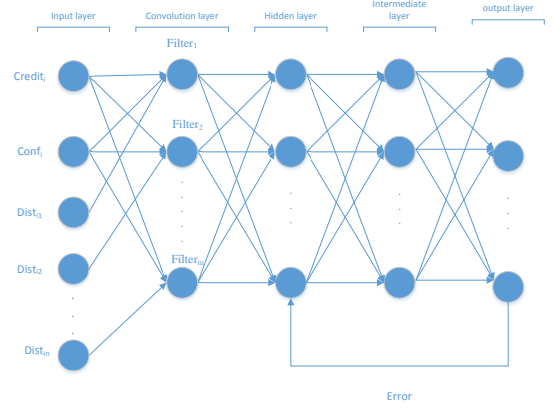 Input layer
Convolution layer
Hidden layer
Intermediate
layer
output layer
Filter₁
Creditᵢ
Filter₂
Confᵢ
Distᵢ₁
Distᵢ₂
Filterₘ
Distᵢₙ
Error